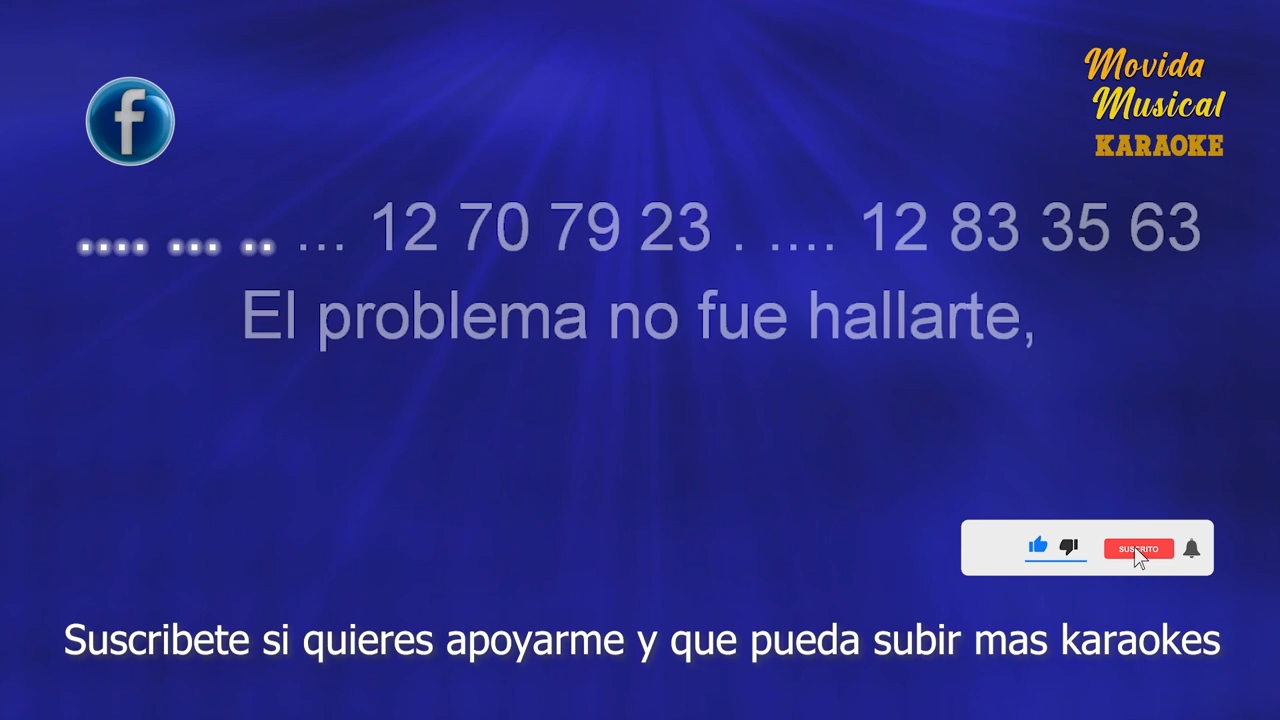 Movida
Musical
KARAOKE
.... ... .. ... 12 70 79 23 . .... 12 83 35 63
El problema no fue hallarte,
SUSCRITO
Suscribete si quieres apoyarme y que pueda subir mas karaokes